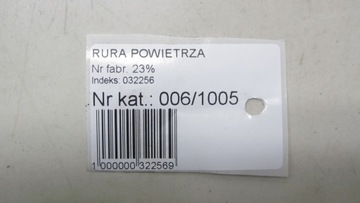 RURA POWIETRZA
Nr fabr. 23%
Indeks: 032256
Nr kat.: 006/1005
1 000000 322569